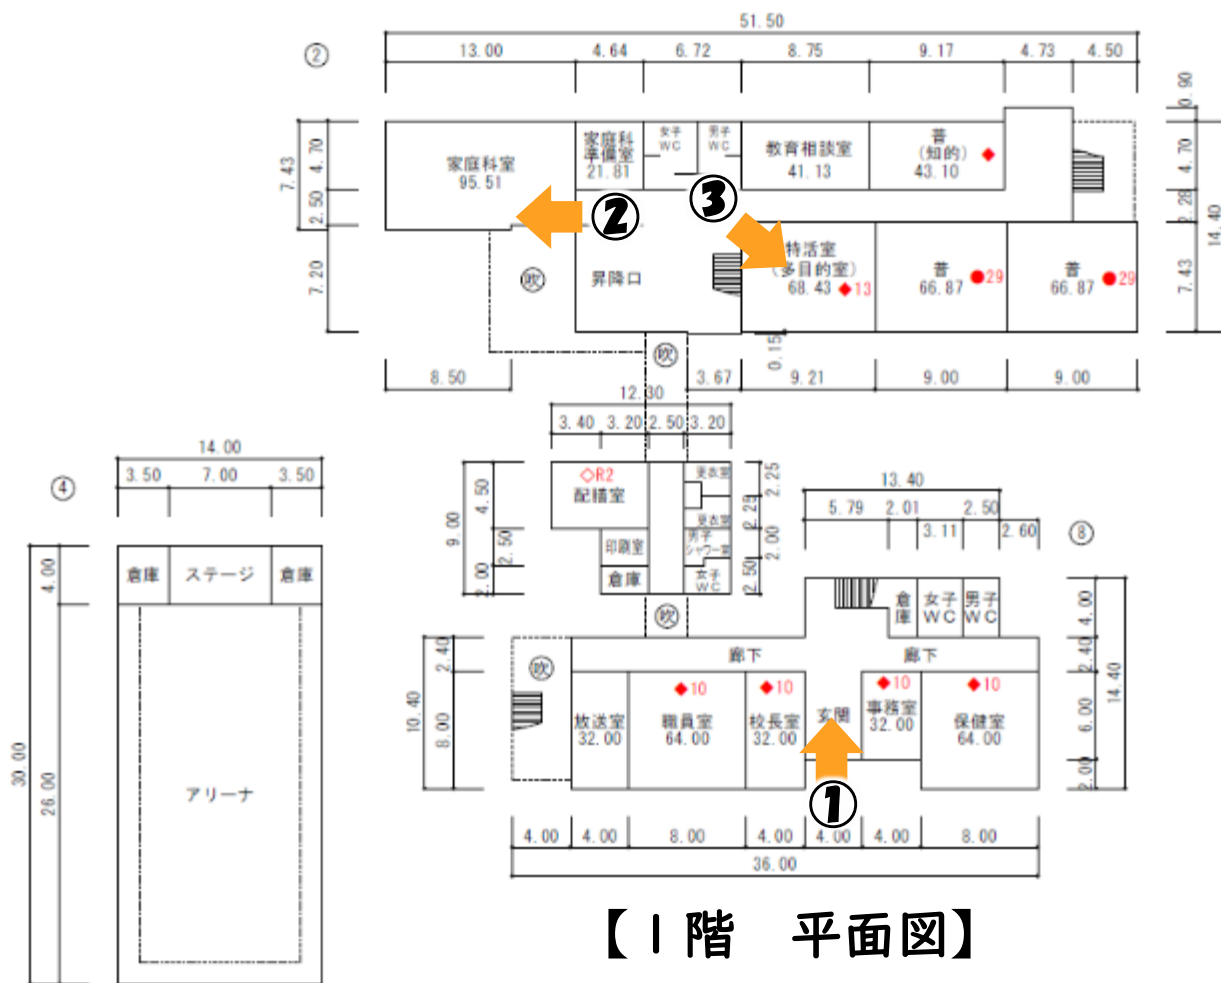 51.50
②
13.00 4.64 6.72 8.75 9.17 4.73 4.50
0.90
7.43 4.70 2.50 7.20
家庭科室
95.51
家庭科
準備室
21.81
女子
WC
男子
WC
教育相談室
41.13
普
(知的) ◆
43.10
4.70 2.28 7.43 14.40
②
③
吹
昇降口
特活室
(多目的室)
68.43 ◆13
普
66.87 ●29
普
66.87 ●29
吹
0.15
8.50 3.67 9.21 9.00 9.00
12.30
3.40 3.20 2.50 3.20
9.00 4.50 2.50 2.00
◇R2
配膳室
印刷室
倉庫
更衣室
更衣室
男子
シャワー室
女子
WC
2.25 2.25 2.00 2.50
吹
④
14.00
3.50 7.00 3.50
30.00 4.00 26.00
倉庫 ステージ 倉庫
アリーナ
13.40
5.79 2.01 2.50
3.11 2.60
⑧
倉庫
女子
WC
男子
WC
4.00 2.40 6.00 2.00 14.40
10.40 2.40 8.00
吹
廊下 廊下
放送室
32.00
◆10
職員室
64.00
◆10
校長室
32.00
玄関
◆10
事務室
32.00
◆10
保健室
64.00
①
4.00 4.00 8.00 4.00 4.00 4.00 8.00
36.00
【1階 平面図】